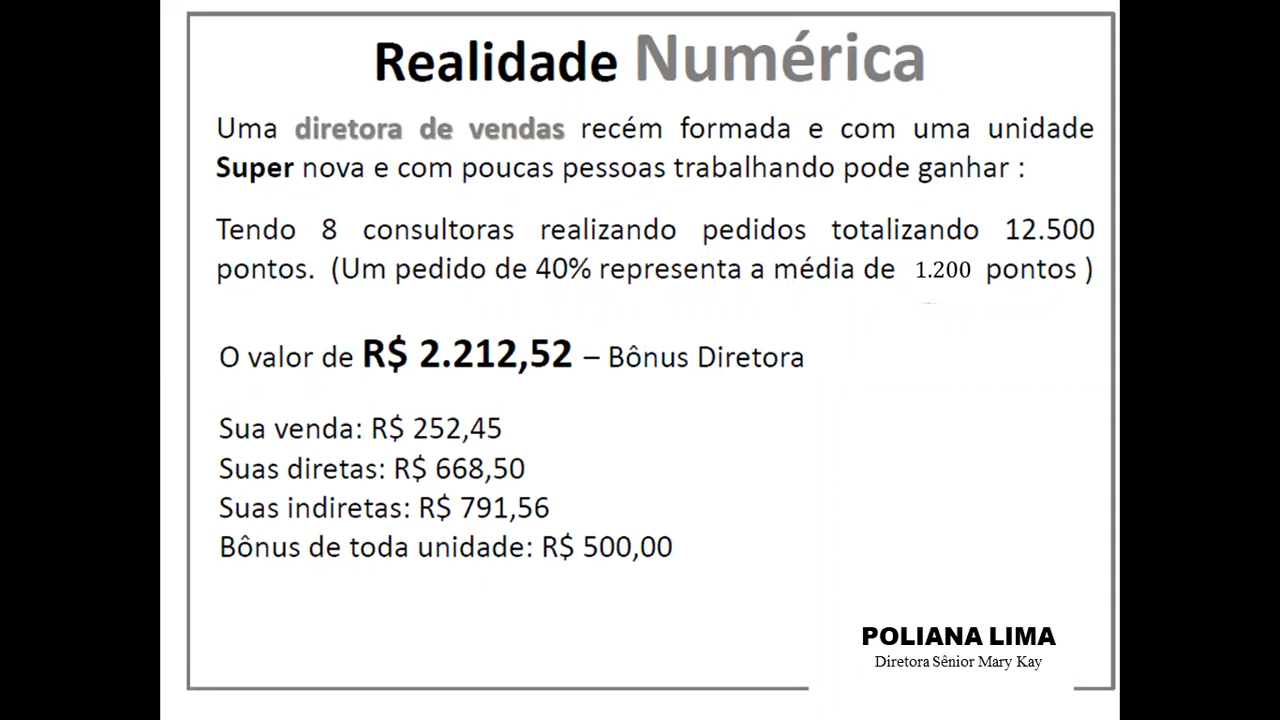 Realidade Numérica
Uma diretora de vendas recém formada e com uma unidade
Super nova e com poucas pessoas trabalhando pode ganhar :
Tendo 8 consultoras realizando pedidos totalizando 12.500
pontos. (Um pedido de 40% representa a média de 1.200 pontos )
O valor de R$ 2.212,52 – Bônus Diretora
Sua venda: R$ 252,45
Suas diretas: R$ 668,50
Suas indiretas: R$ 791,56
Bônus de toda unidade: R$ 500,00
POLIANA LIMA
Diretora Sênior Mary Kay